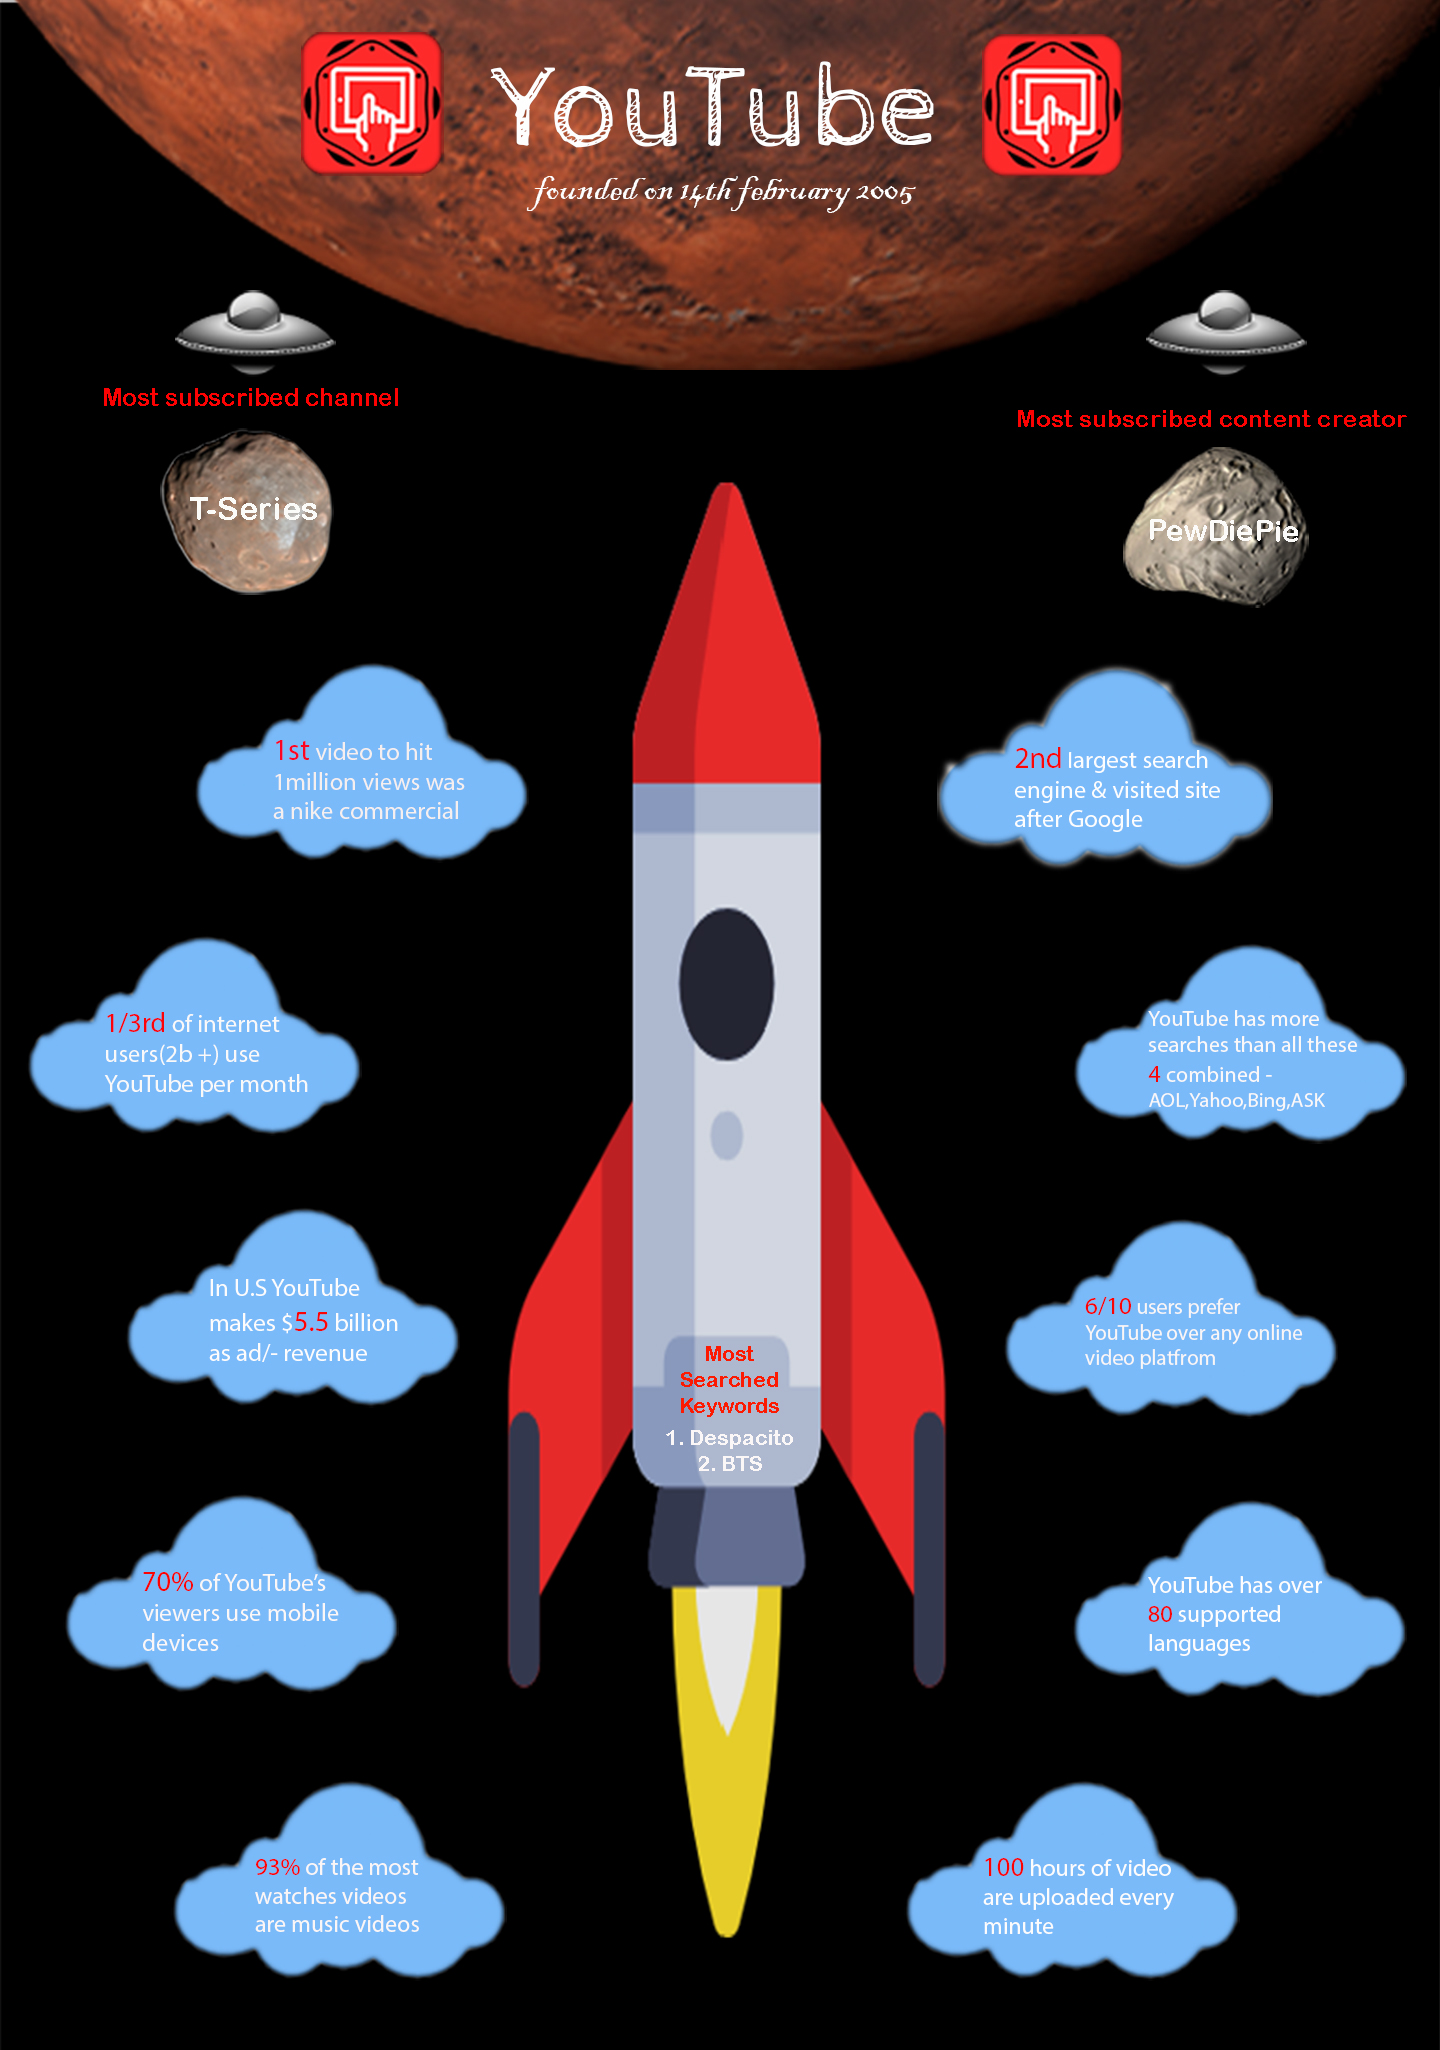 YouTube
founded on 14th february 2005
Most subscribed channel
T-Series
Most subscribed content creator
PewDiePie
1st video to hit
1million views was
a nike commercial
2nd largest search
engine & visited site
after Google
1/3rd of internet
users(2b +) use
YouTube per month
YouTube has more
searches than all these
4 combined -
AOL,Yahoo,Bing,ASK
In U.S YouTube
makes $5.5 billion
as ad/- revenue
6/10 users prefer
YouTube over any online
video platfrom
Most
Searched
Keywords
1. Despacito
2. BTS
70% of YouTube's
viewers use mobile
devices
YouTube has over
80 supported
languages
93% of the most
watches videos
are music videos
100 hours of video
are uploaded every
minute